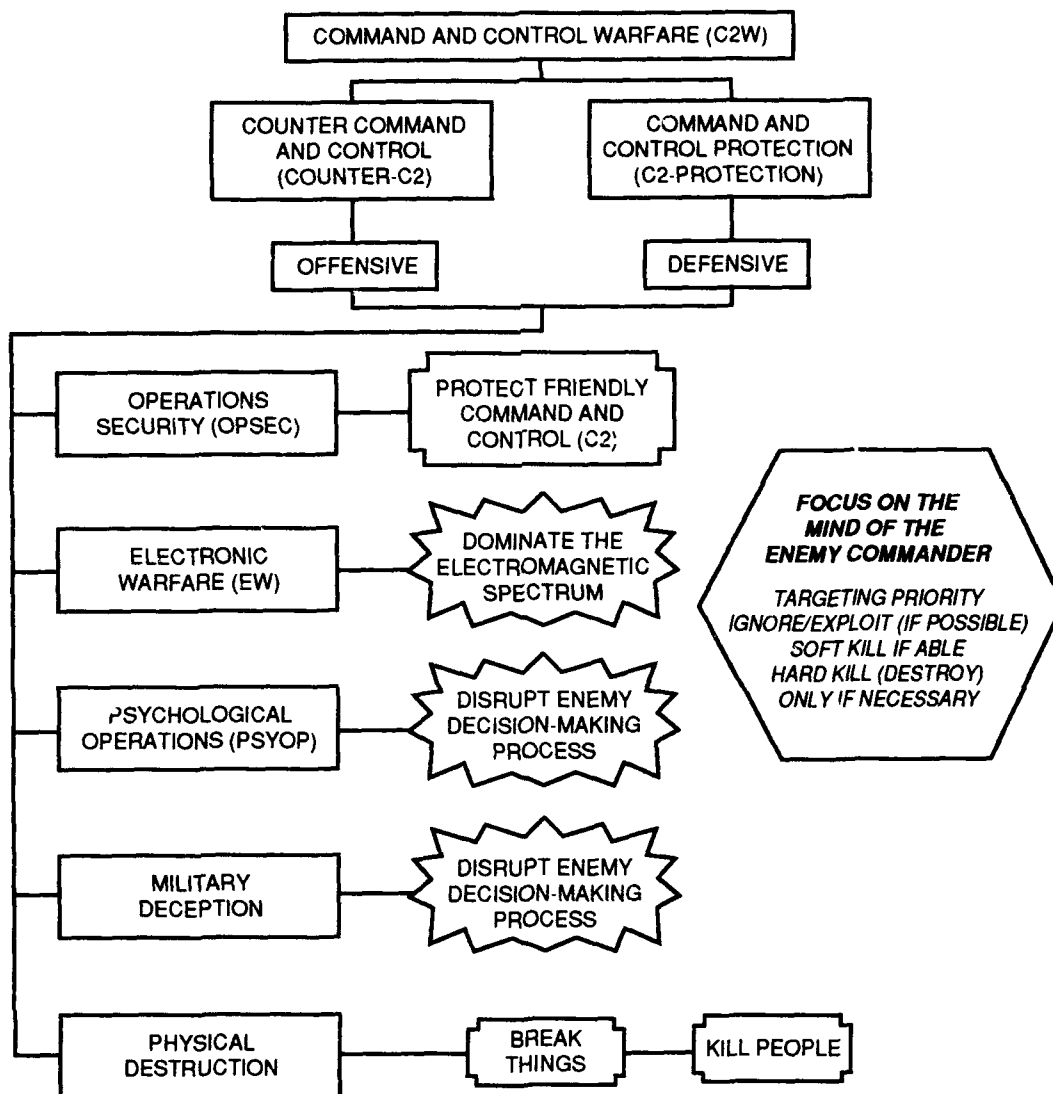 COMMAND AND CONTROL WARFARE (C2W)
COUNTER COMMAND
AND CONTROL
(COUNTER-C2)
COMMAND AND
CONTROL PROTECTION
(C2-PROTECTION)
OFFENSIVE
DEFENSIVE
OPERATIONS
SECURITY (OPSEC)
PROTECT FRIENDLY
COMMAND AND
CONTROL (C2)
ELECTRONIC
WARFARE (EW)
DOMINATE THE
ELECTROMAGNETIC
SPECTRUM
PSYCHOLOGICAL
OPERATIONS (PSYOP)
DISRUPT ENEMY
DECISION-MAKING
PROCESS
MILITARY
DECEPTION
DISRUPT ENEMY
DECISION-MAKING
PROCESS
PHYSICAL
DESTRUCTION
BREAK
THINGS
KILL PEOPLE
FOCUS ON THE
MIND OF THE
ENEMY COMMANDER
TARGETING PRIORITY
IGNORE/EXPLOIT (IF POSSIBLE)
SOFT KILL IF ABLE
HARD KILL (DESTROY)
ONLY IF NECESSARY